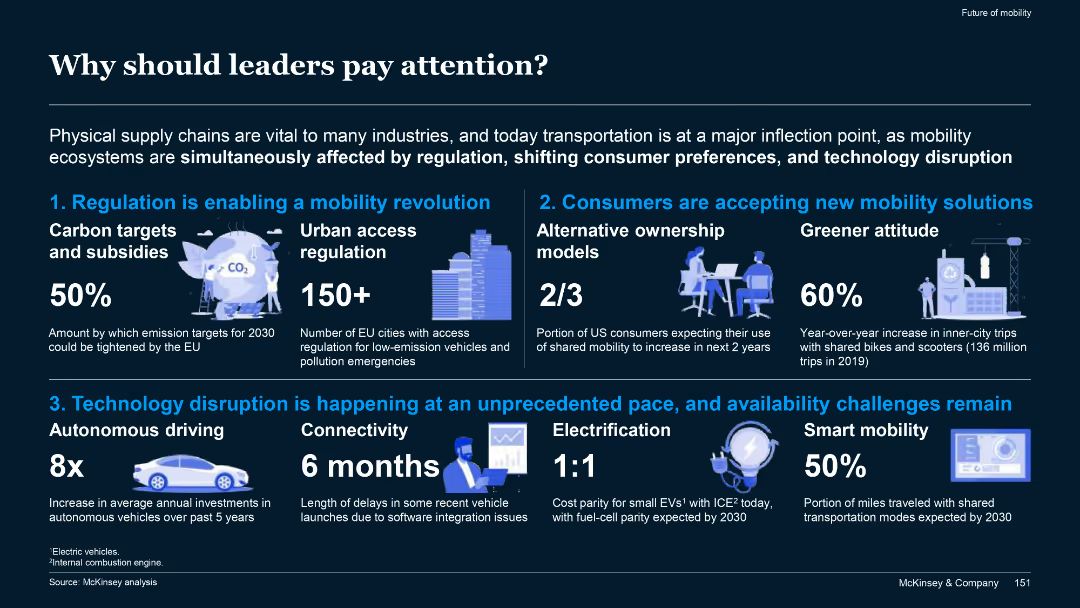 Future of mobility
Why should leaders pay attention?
Physical supply chains are vital to many industries, and today transportation is at a major inflection point, as mobility
ecosystems are simultaneously affected by regulation, shifting consumer preferences, and technology disruption
1. Regulation is enabling a mobility revolution
Carbon targets
and subsidies
CO₂
50%
Amount by which emission targets for 2030
could be tightened by the EU
Urban access
regulation
150+
Number of EU cities with access
regulation for low-emission vehicles and
pollution emergencies
2. Consumers are accepting new mobility solutions
Alternative ownership
models
2/3
Portion of US consumers expecting their use
of shared mobility to increase in next 2 years
Greener attitude
60%
Year-over-year increase in inner-city trips
with shared bikes and scooters (136 million
trips in 2019)
3. Technology disruption is happening at an unprecedented pace, and availability challenges remain
Autonomous driving
8x
Increase in average annual investments in
autonomous vehicles over past 5 years
Connectivity
6 months
Length of delays in some recent vehicle
launches due to software integration issues
Electrification
1:1
Cost parity for small EVs¹ with ICE² today,
with fuel-cell parity expected by 2030
Smart mobility
50%
Portion of miles traveled with shared
transportation modes expected by 2030
¹Electric vehicles.
²Internal combustion engine.
Source: McKinsey analysis
McKinsey & Company 151